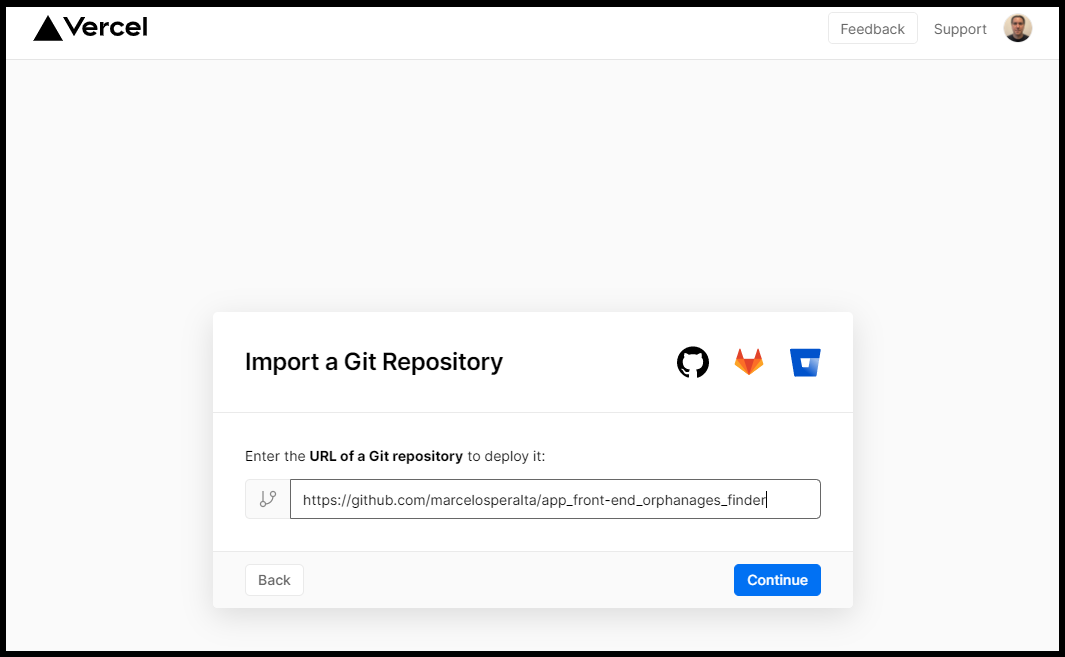 Vercel
Feedback
Support
Import a Git Repository
Enter the URL of a Git repository to deploy it:
https://github.com/marcelosperalta/app_front-end_orphanages_finder
Back
Continue